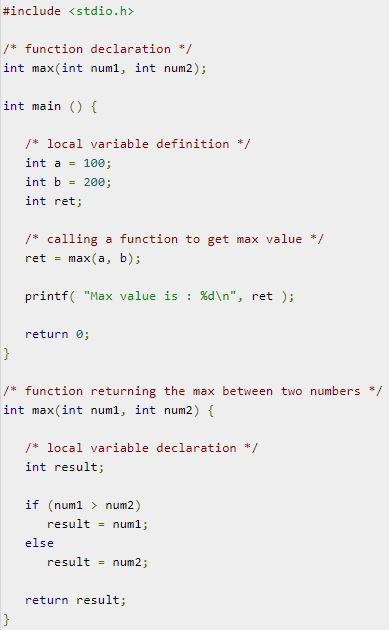 #include <stdio.h>

/* function declaration */
int max(int num1, int num2);

int main () {

   /* local variable definition */
   int a = 100;
   int b = 200;
   int ret;

   /* calling a function to get max value */
   ret = max(a, b);

   printf( "Max value is : %d\n", ret );

   return 0;
}

/* function returning the max between two numbers */
int max(int num1, int num2) {

   /* local variable declaration */
   int result;

   if (num1 > num2)
      result = num1;
   else
      result = num2;

   return result;
}